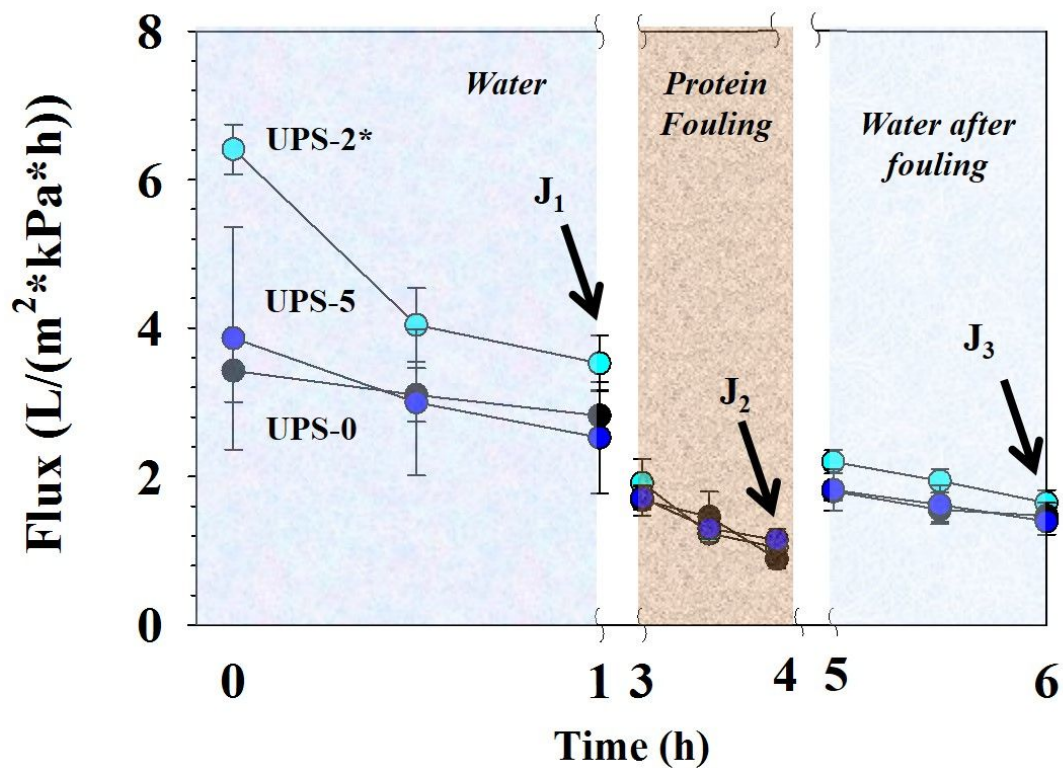 8
6
4
2
0
Flux (L/(m²*kPa*h))
Water
Protein
Fouling
Water after
fouling
UPS-2*
UPS-5
UPS-0
J₁
J₂
J₃
0 1 3 4 5 6
Time (h)